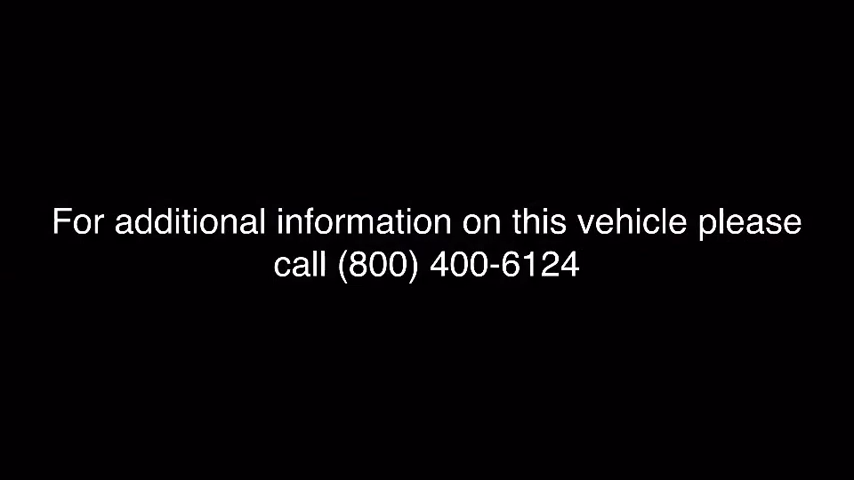 For additional information on this vehicle please
call (800) 400-6124